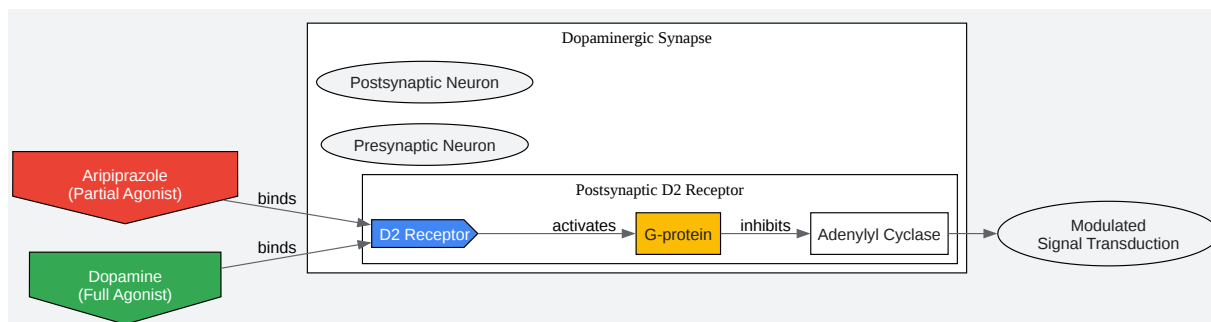 Dopaminergic Synapse
Postsynaptic Neuron
Presynaptic Neuron
Aripiprazole
(Partial Agonist)
binds
Postsynaptic D2 Receptor
D2 Receptor
activates
G-protein
inhibits
Adenylyl Cyclase
Modulated
Signal Transduction
binds
Dopamine
(Full Agonist)